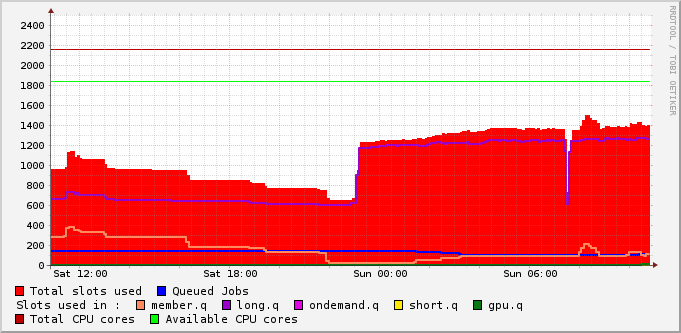 RRDTOOL / TOBI OETIKER
2400
2200
2000
1800
1600
1400
1200
1000
800
600
400
200
0
Sat 12:00 Sat 18:00 Sun 00:00 Sun 06:00
Total slots used Queued Jobs
Slots used in : member.q long.q ondemand.q short.q gpu.q
Total CPU cores Available CPU cores